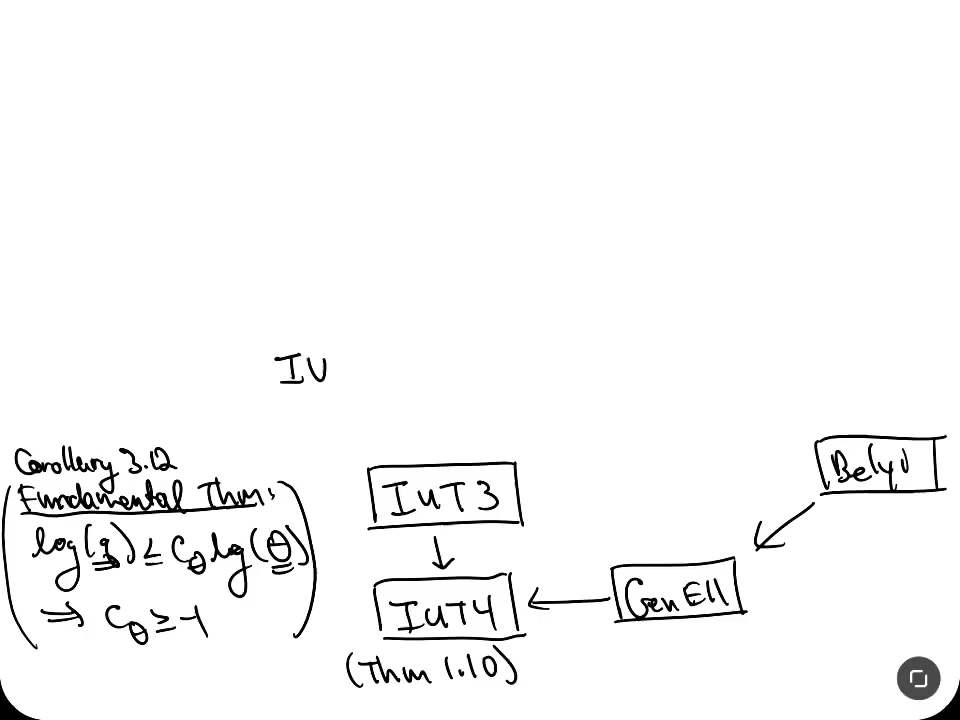 IU
Corollary 3.12
Fundamental Thm:
log(q) ≤ C_θ log(θ)
⇒ C_θ ≥ -1
IUT3
IUT4
(Thm 1.10)
Gen Ell
Belyi